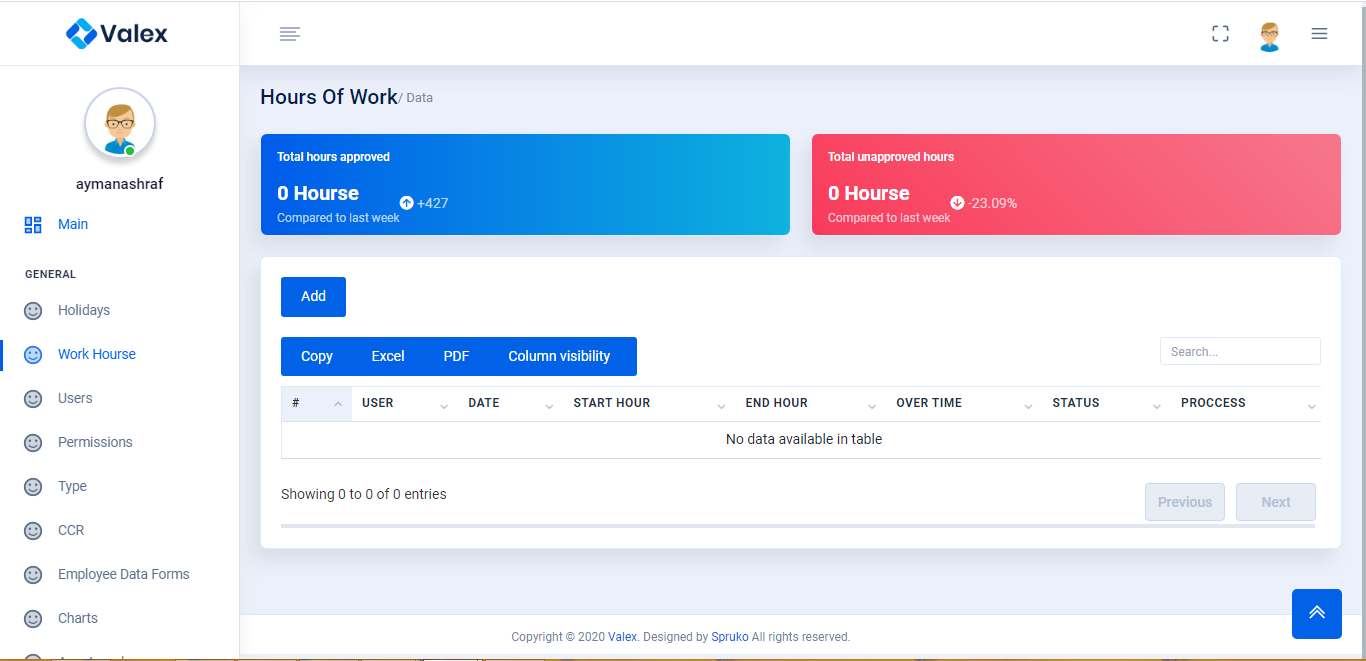 Valex
aymanashraf
Main
GENERAL
Holidays
Work Hourse
Users
Permissions
Type
CCR
Employee Data Forms
Charts
Hours Of Work/ Data
Total hours approved
0 Hourse +427
Compared to last week
Total unapproved hours
0 Hourse -23.09%
Compared to last week
Add
Copy Excel PDF Column visibility
Search...
# USER DATE START HOUR END HOUR OVER TIME STATUS PROCCESS
No data available in table
Showing 0 to 0 of 0 entries
Previous Next
Copyright © 2020 Valex. Designed by Spruko All rights reserved.